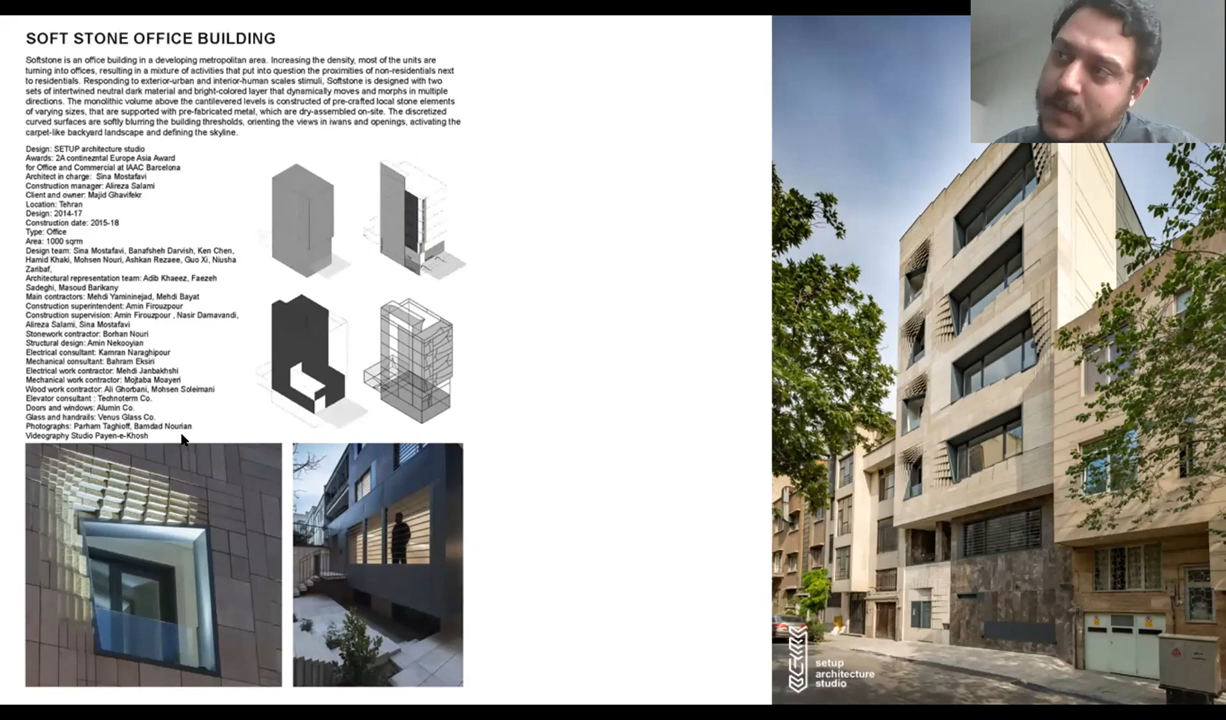 SOFT STONE OFFICE BUILDING
Softstone is an office building in a developing metropolitan area. Increasing the density, most of the units are
turning into offices, resulting in a mixture of activities that put into question the proximities of non-residentials next
to residentials. Responding to exterior-urban and interior-human scales stimuli, Softstone is designed with two
sets of intertwined neutral dark material and bright-colored layer that dynamically moves and morphs in multiple
directions. The monolithic volume above the cantilevered levels is constructed of pre-crafted local stone elements
of varying sizes, that are supported with pre-fabricated metal, which are dry-assembled on-site. The discretized
curved surfaces are softly blurring the building thresholds, orienting the views in iwans and openings, activating the
carpet-like backyard landscape and defining the skyline.
Design: SETUP architecture studio
Awards: 2A continezntal Europe Asia Award
for Office and Commercial at IAAC Barcelona
Architect in charge: Sina Mostafavi
Construction manager: Alireza Salami
Client and owner: Majid Ghavifekr
Location: Tehran
Design: 2014-17
Construction date: 2015-18
Type: Office
Area: 1000 sqrm
Design team: Sina Mostafavi, Banafsheh Darvish, Ken Chen,
Hamid Khaki, Mohsen Nouri, Ashkan Rezaee, Guo Xi, Niusha
Zaribaf,
Architectural representation team: Adib Khaeez, Faezeh
Sadeghi, Masoud Barikany
Main contractors: Mehdi Yamininejad, Mehdi Bayat
Construction superintendent: Amin Firouzpour
Construction supervision: Amin Firouzpour , Nasir Damavandi,
Alireza Salami, Sina Mostafavi
Stonework contractor: Borhan Nouri
Structural design: Amin Nekooyian
Electrical consultant: Kamran Naraghipour
Mechanical consultant: Bahram Eksiri
Electrical work contractor: Mehdi Janbakhshi
Mechanical work contractor: Mojtaba Moayeri
Wood work contractor: Ali Ghorbani, Mohsen Soleimani
Elevator consultant : Technoterm Co.
Doors and windows: Alumin Co.
Glass and handrails: Venus Glass Co.
Photographs: Parham Taghioff, Bamdad Nourian
Videography Studio Payen-e-Khosh
setup
architecture
studio